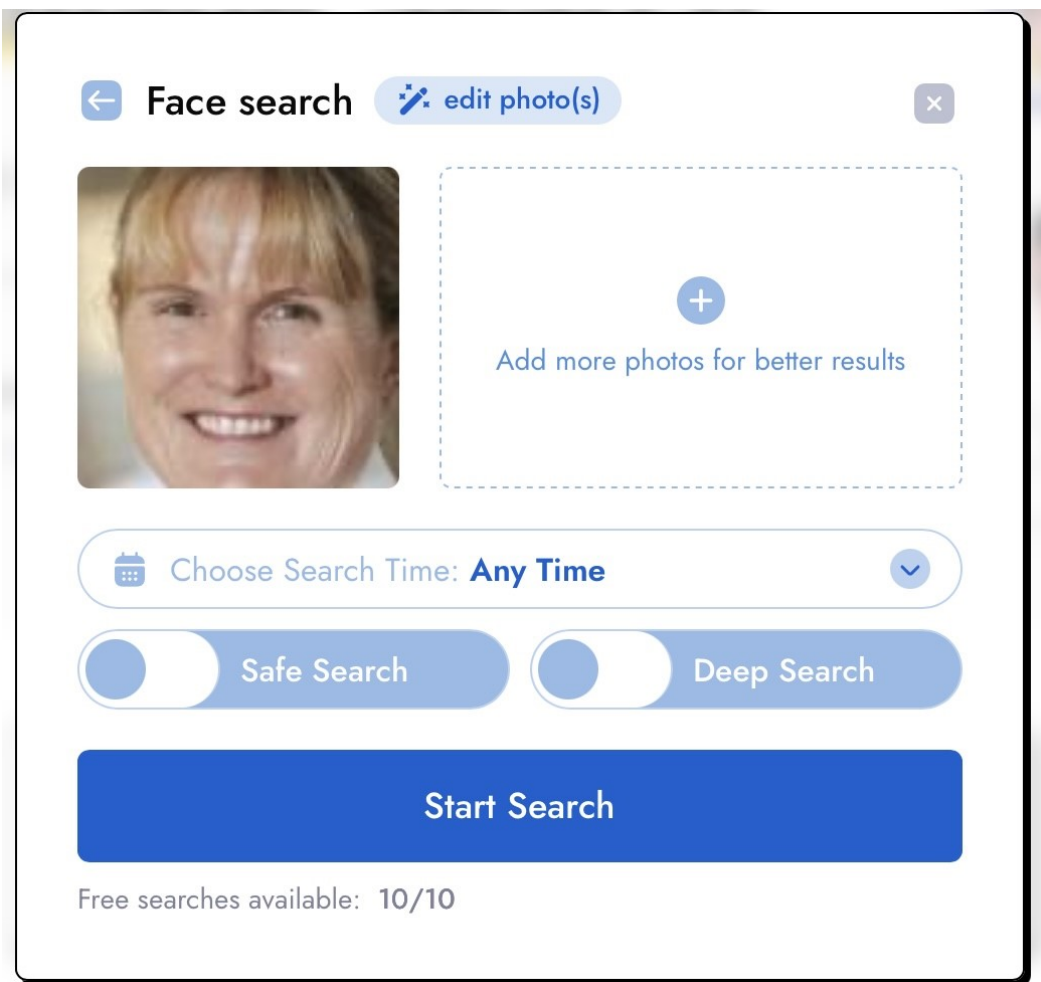 Face search
edit photo(s)
Add more photos for better results
Choose Search Time: Any Time
Safe Search
Deep Search
Start Search
Free searches available: 10/10